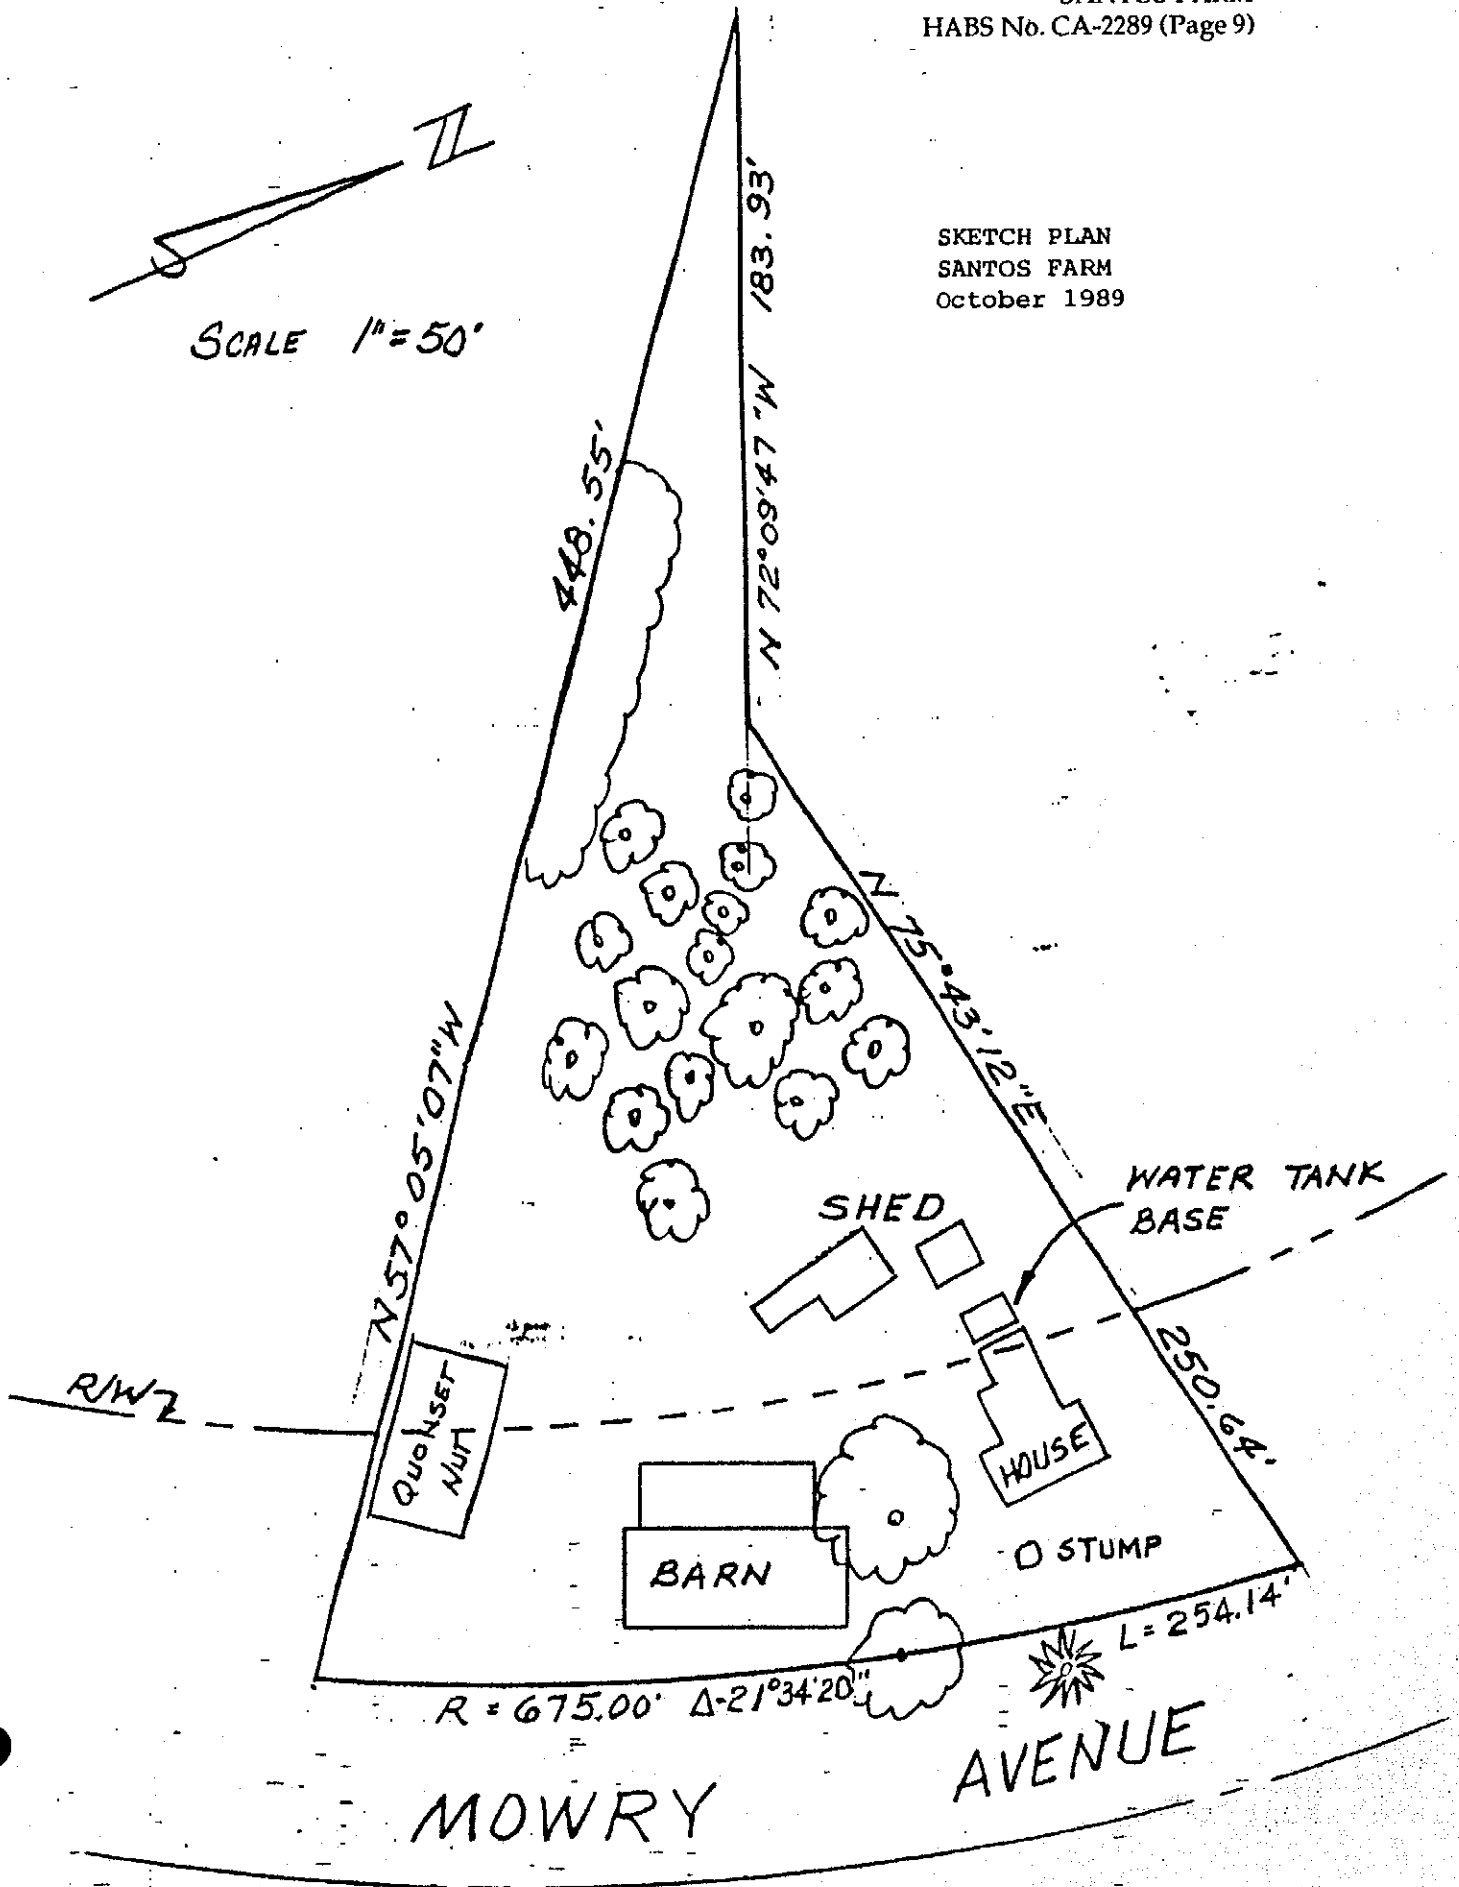 HABS No. CA-2289 (Page 9)
N
SCALE 1"=50'
SKETCH PLAN
SANTOS FARM
October 1989
183.93'
N 72°09'47"W
448.55'
N 57°05'07"W
N 75°43'12"E
250.64'
SHED
WATER TANK
BASE
R/W
QUONSET
HUT
HOUSE
BARN
STUMP
L=254.14'
R=675.00' Δ-21°34'20"
MOWRY AVENUE